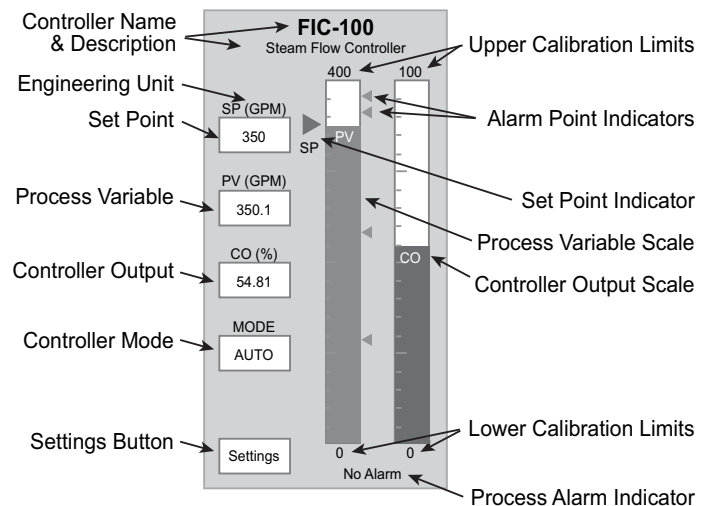 Controller Name
& Description
FIC-100
Steam Flow Controller
Upper Calibration Limits
400
100
Engineering Unit
SP (GPM)
Set Point
350
SP
PV
Alarm Point Indicators
PV (GPM)
Process Variable
350.1
Set Point Indicator
Process Variable Scale
CO (%)
Controller Output
54.81
CO
Controller Output Scale
MODE
Controller Mode
AUTO
Settings Button
Settings
0
0
Lower Calibration Limits
No Alarm
Process Alarm Indicator